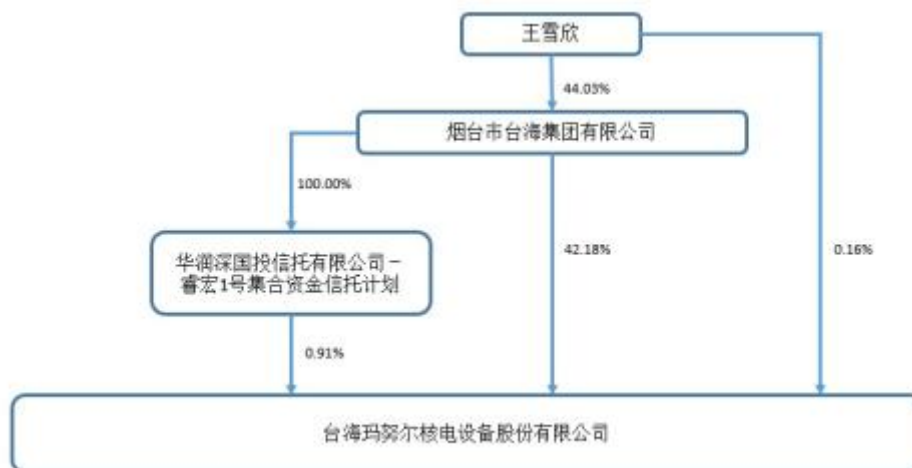 王雪欣
44.03%
烟台市台海集团有限公司
100.00%
华润深国投信托有限公司－
睿宏1号集合资金信托计划
42.18%
0.16%
0.91%
台海玛努尔核电设备股份有限公司